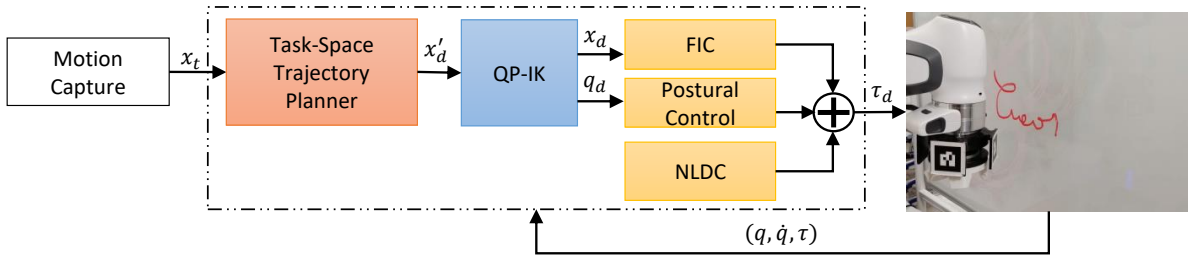 Motion
Capture
x_t
Task-Space
Trajectory
Planner
x'_d
QP-IK
x_d
q_d
FIC
Postural
Control
NLDC
+
τ_d
(q, q̇, τ)